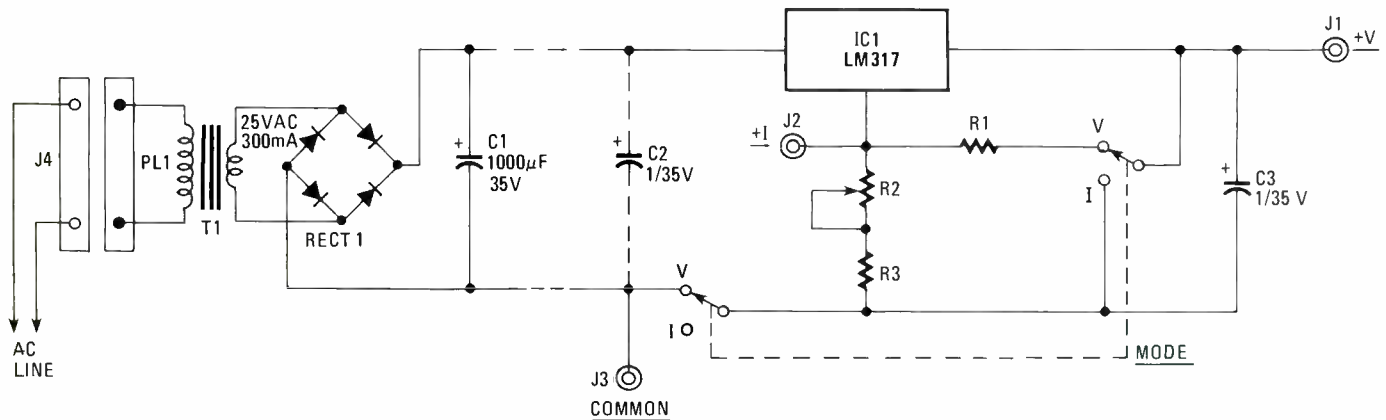 J4
PL1
T1
25VAC
300mA
RECT 1
AC
LINE
+
C1
1000µF
35V
+
C2
1/35V
J3
COMMON
V
I
IC1
LM317
J2
+I
R1
R2
R3
V
I
MODE
+
C3
1/35 V
J1
+V